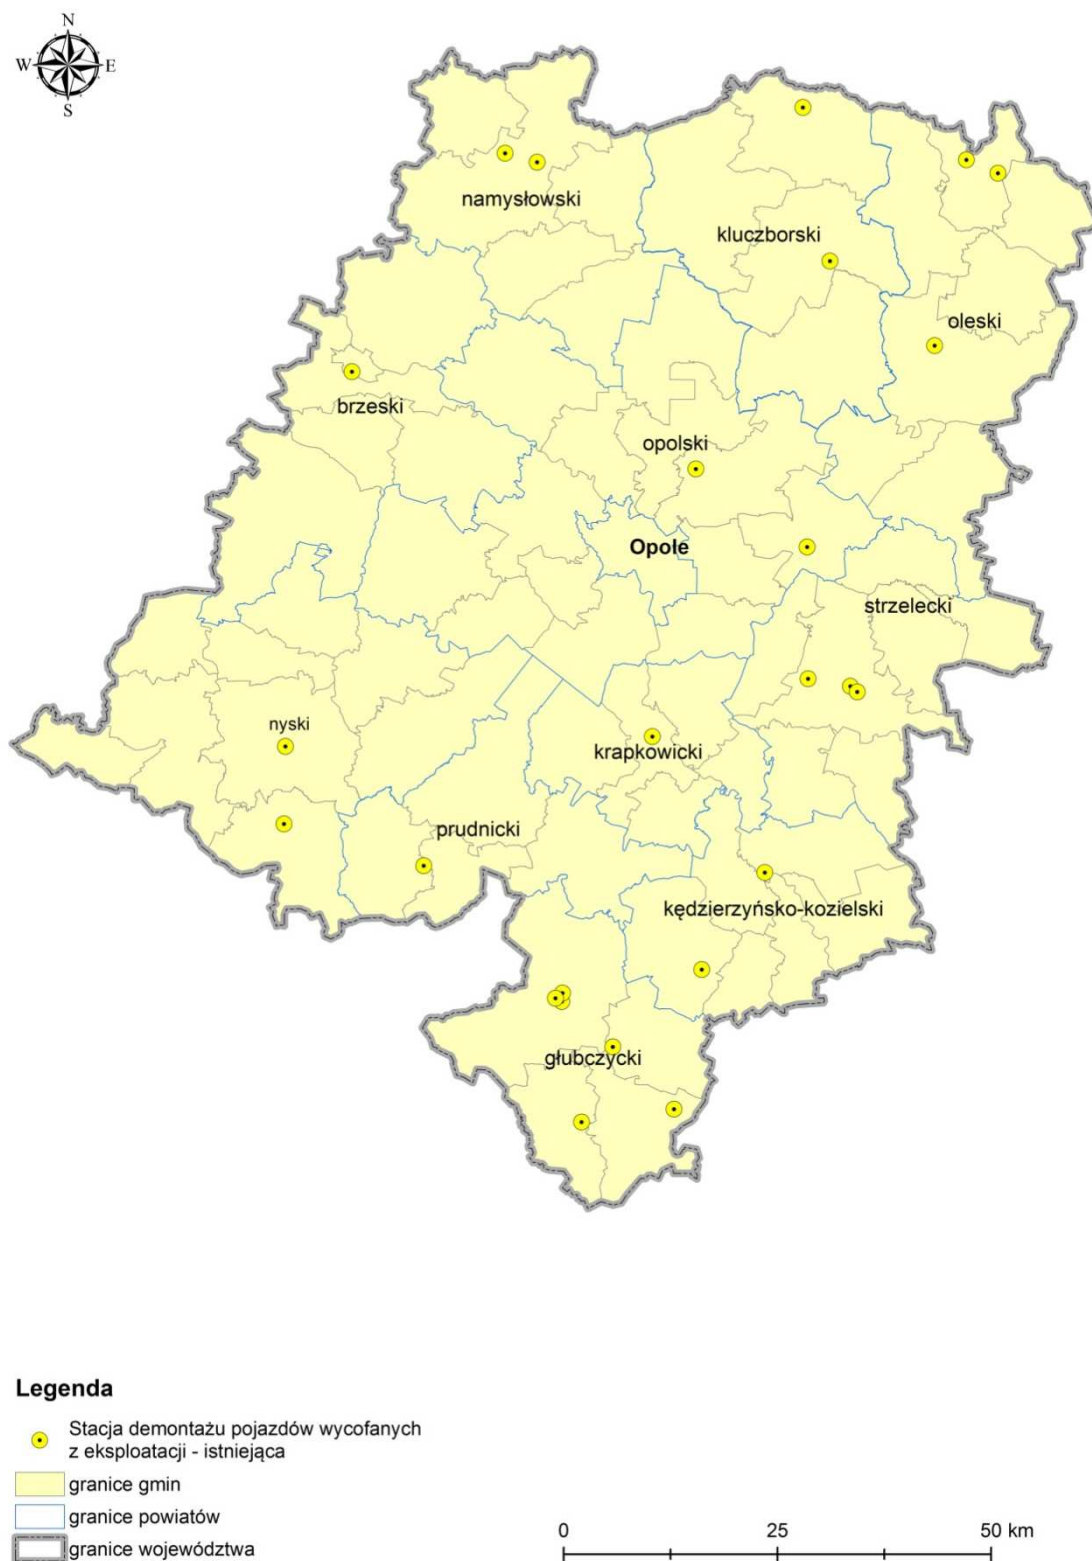 N
W E
S
namysłowski
kluczborski
oleski
brzeski
opolski
Opole
strzelecki
nyski
krapkowicki
prudnicki
kędzierzyńsko-kozielski
głubczycki
Legenda
Stacja demontażu pojazdów wycofanych
z eksploatacji - istniejąca
granice gmin
granice powiatów
granice województwa
0 25 50 km